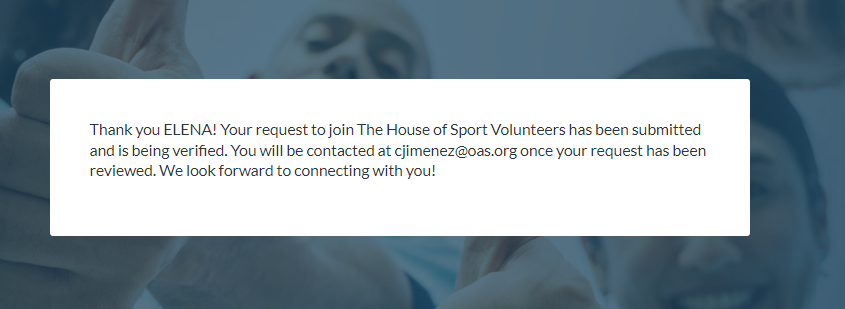 Thank you ELENA! Your request to join The House of Sport Volunteers has been submitted
and is being verified. You will be contacted at cjimenez@oas.org once your request has been
reviewed. We look forward to connecting with you!